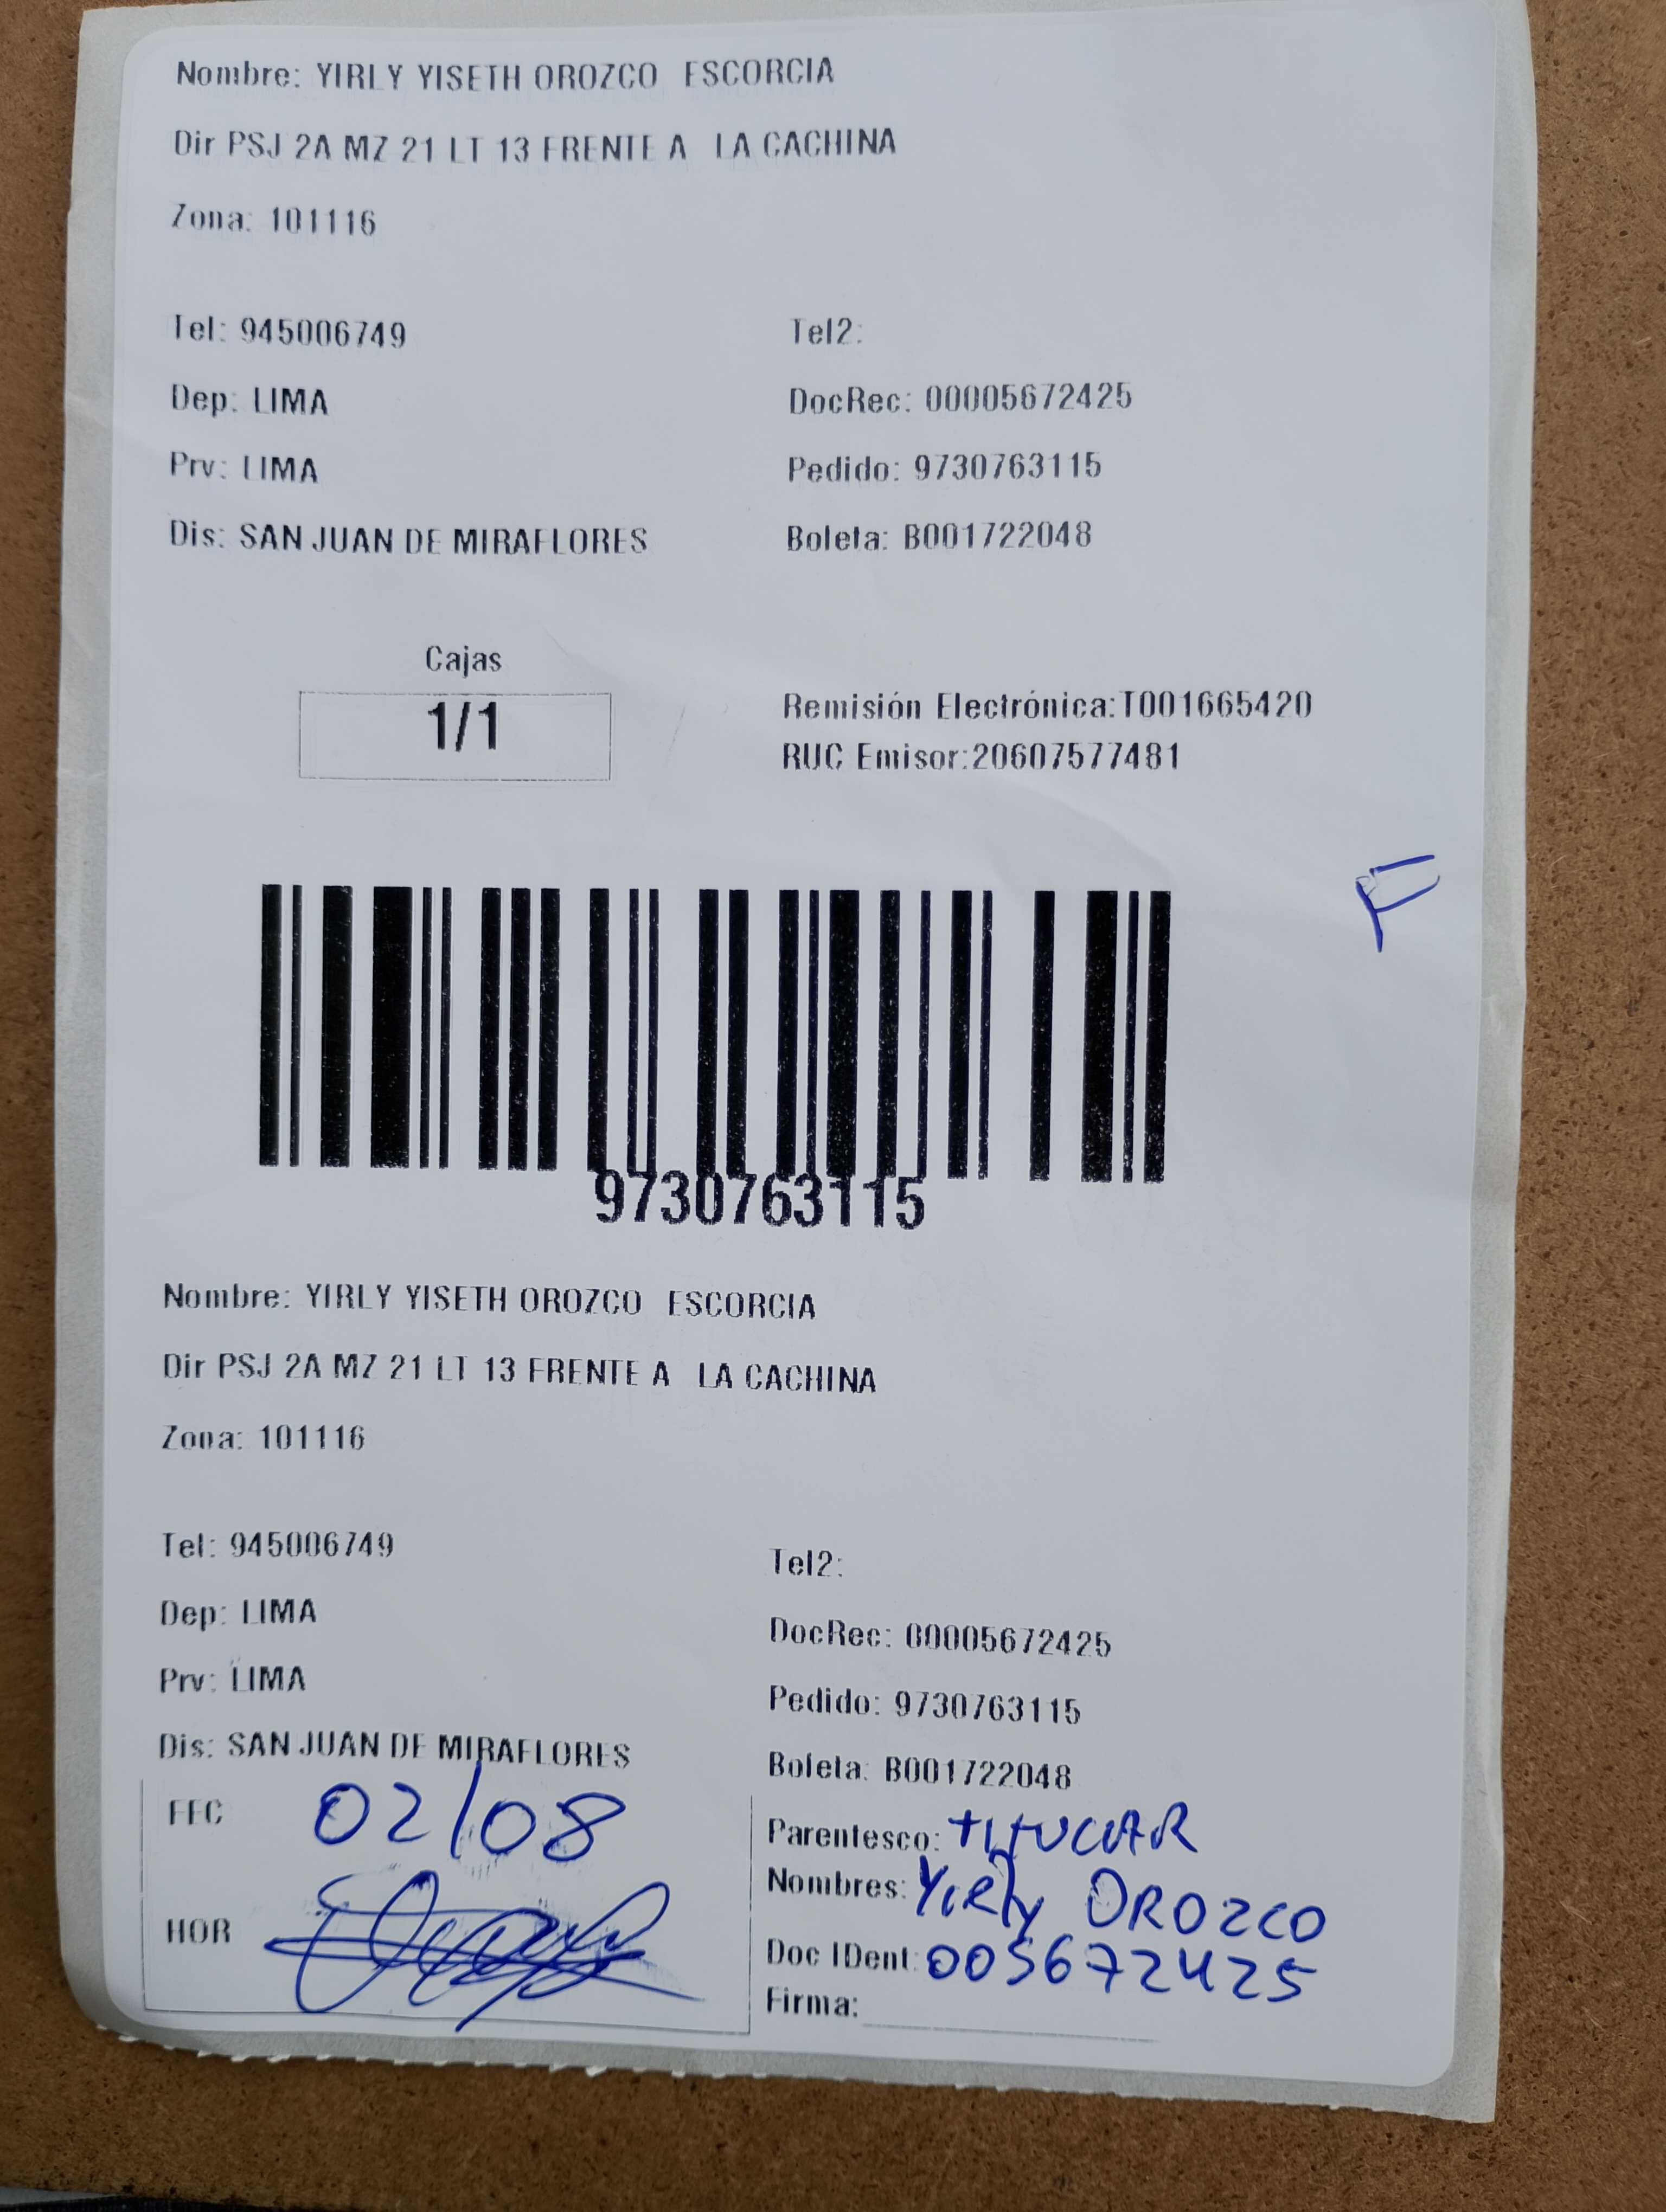 Nombre: YIRLY YISETH OROZCO ESCORCIA
Dir PSJ 2A MZ 21 LT 13 FRENTE A LA CACHINA
Zona: 101116
Tel: 945006749 Tel2:
Dep: LIMA DocRec: 00005672425
Prv: LIMA Pedido: 9730763115
Dis: SAN JUAN DE MIRAFLORES Boleta: B001722048
Cajas
1/1
Remisión Electrónica:T001665420
RUC Emisor:20607577481
F
9730763115
Nombre: YIRLY YISETH OROZCO ESCORCIA
Dir PSJ 2A MZ 21 LT 13 FRENTE A LA CACHINA
Zona: 101116
Tel: 945006749 Tel2:
Dep: LIMA DocRec: 00005672425
Prv: LIMA Pedido: 9730763115
Dis: SAN JUAN DE MIRAFLORES Boleta: B001722048
FFC 02/08 Parentesco: TITULAR
Nombres: Yirly OROZCO
HOR Doc IDent: 005672425
Firma: